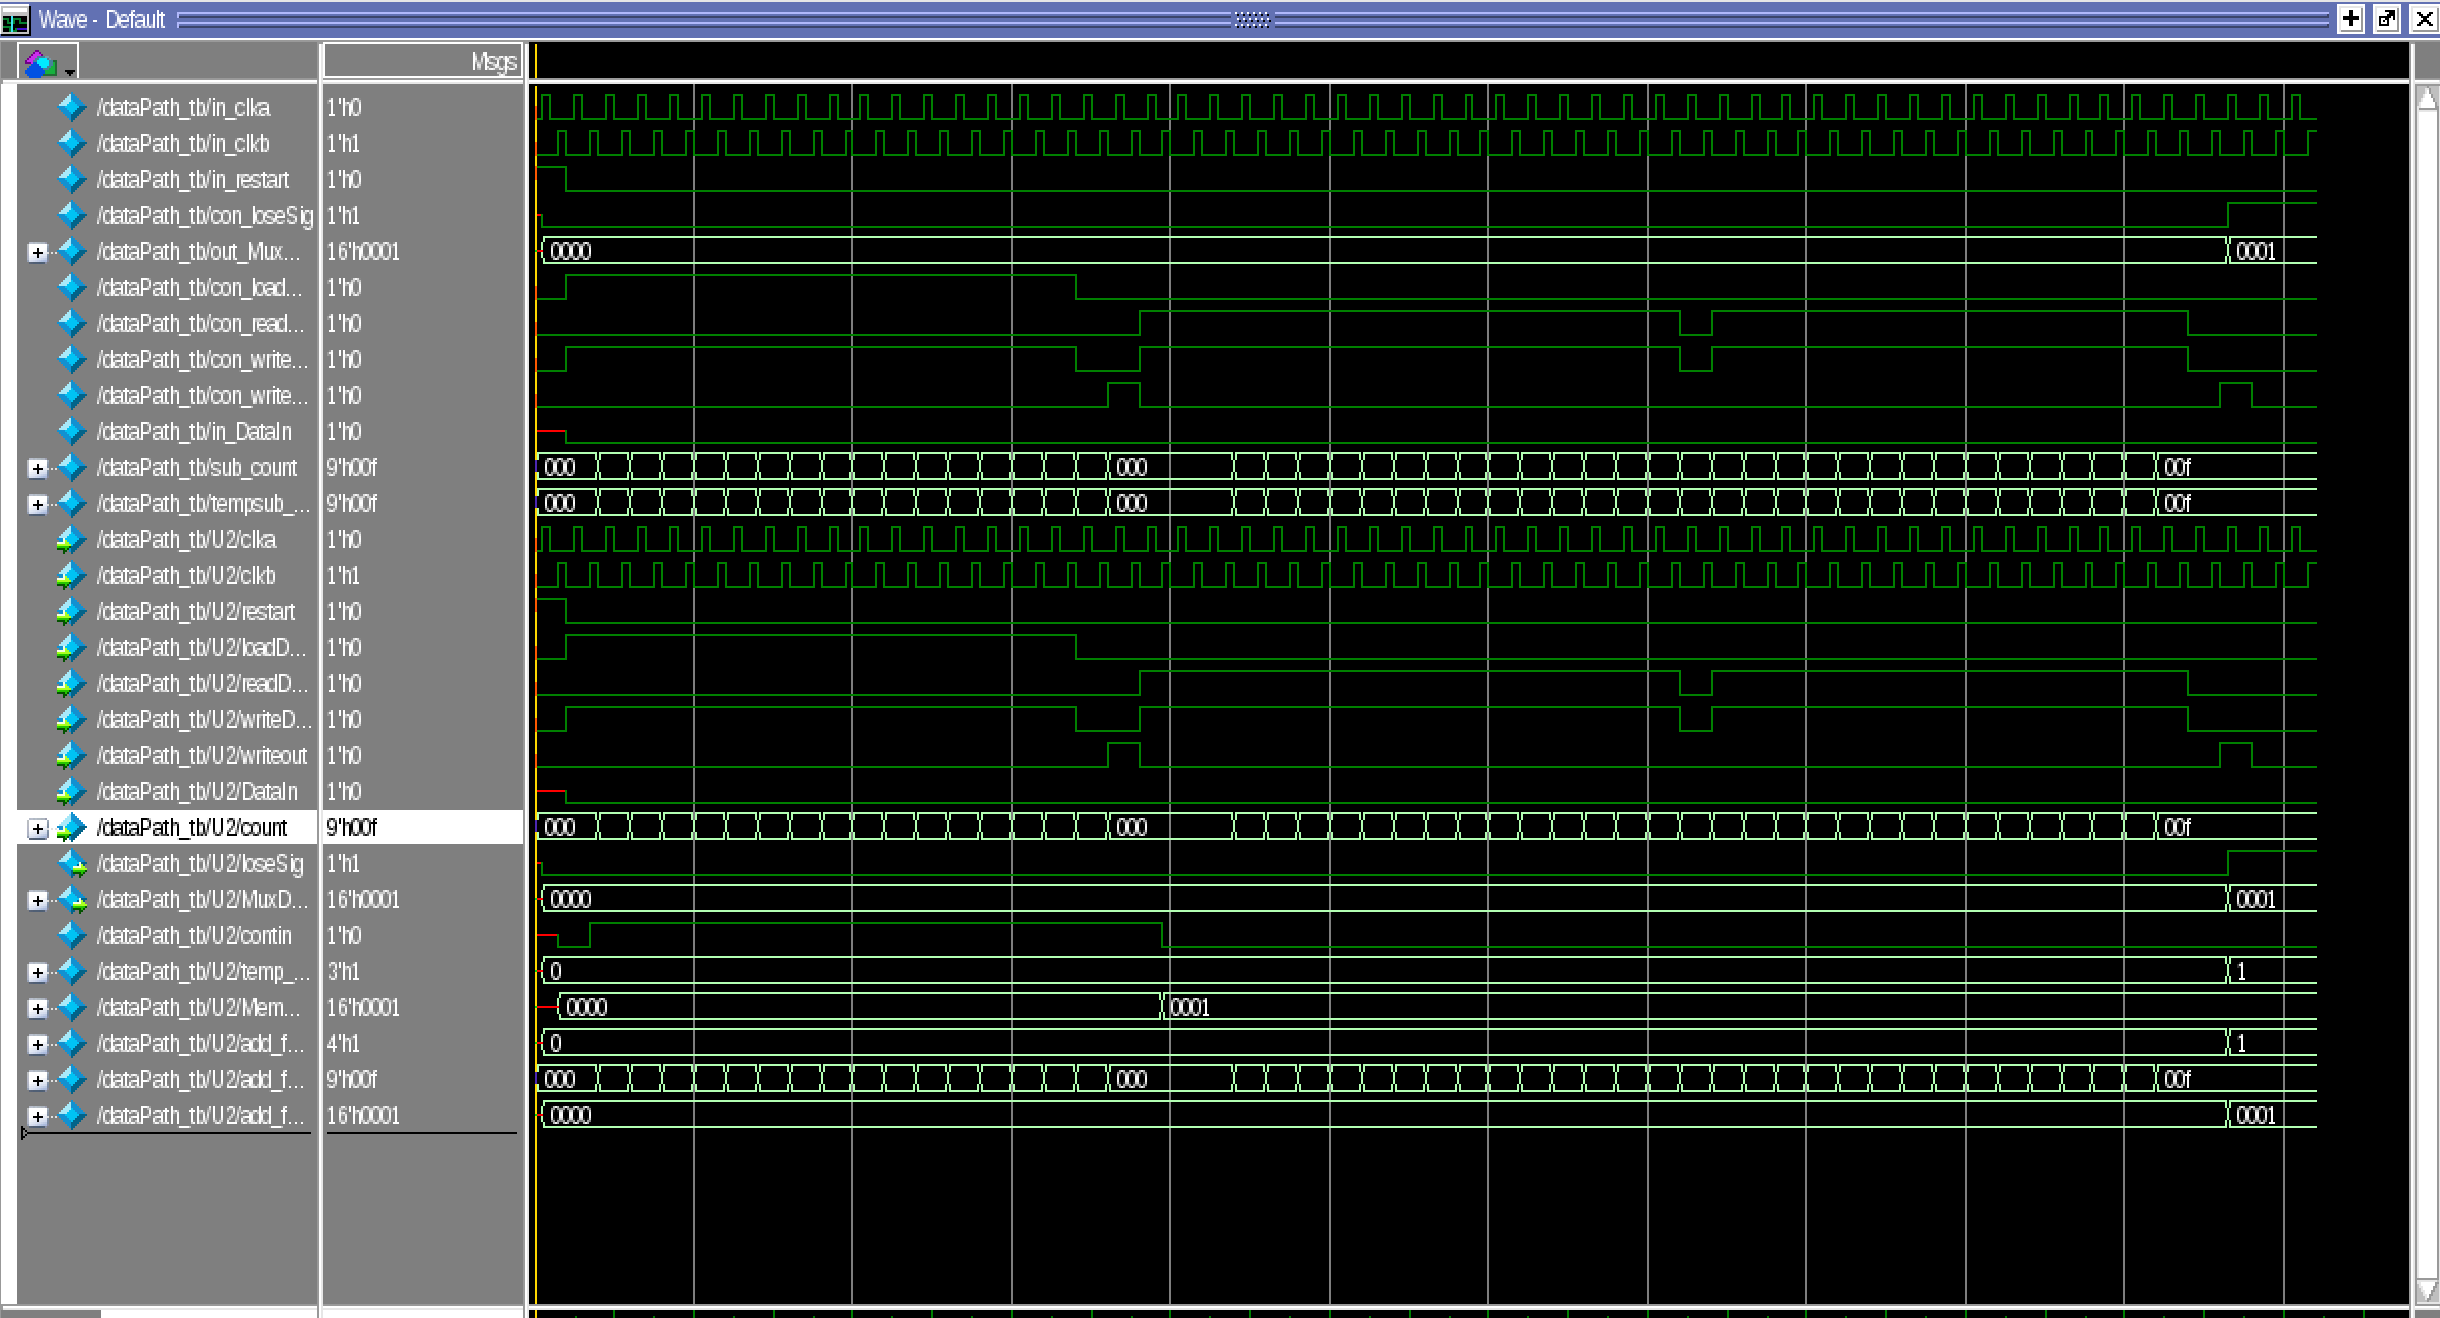 Wave - Default
Msgs
/dataPath_tb/in_clka 1'h0
/dataPath_tb/in_clkb 1'h1
/dataPath_tb/in_restart 1'h0
/dataPath_tb/con_loseSig 1'h1
/dataPath_tb/out_Mux... 16'h0001 0000 0001
/dataPath_tb/con_load... 1'h0
/dataPath_tb/con_read... 1'h0
/dataPath_tb/con_write... 1'h0
/dataPath_tb/con_write... 1'h0
/dataPath_tb/in_DataIn 1'h0
/dataPath_tb/sub_count 9'h00f 000 000 00f
/dataPath_tb/tempsub_... 9'h00f 000 000 00f
/dataPath_tb/U2/clka 1'h0
/dataPath_tb/U2/clkb 1'h1
/dataPath_tb/U2/restart 1'h0
/dataPath_tb/U2/loadD... 1'h0
/dataPath_tb/U2/readD... 1'h0
/dataPath_tb/U2/writeD... 1'h0
/dataPath_tb/U2/writeout 1'h0
/dataPath_tb/U2/DataIn 1'h0
/dataPath_tb/U2/count 9'h00f 000 000 00f
/dataPath_tb/U2/loseSig 1'h1
/dataPath_tb/U2/MuxD... 16'h0001 0000 0001
/dataPath_tb/U2/contin 1'h0
/dataPath_tb/U2/temp_... 3'h1 0 1
/dataPath_tb/U2/Mem... 16'h0001 0000 0001
/dataPath_tb/U2/add_f... 4'h1 0 1
/dataPath_tb/U2/add_f... 9'h00f 000 000 00f
/dataPath_tb/U2/add_f... 16'h0001 0000 0001